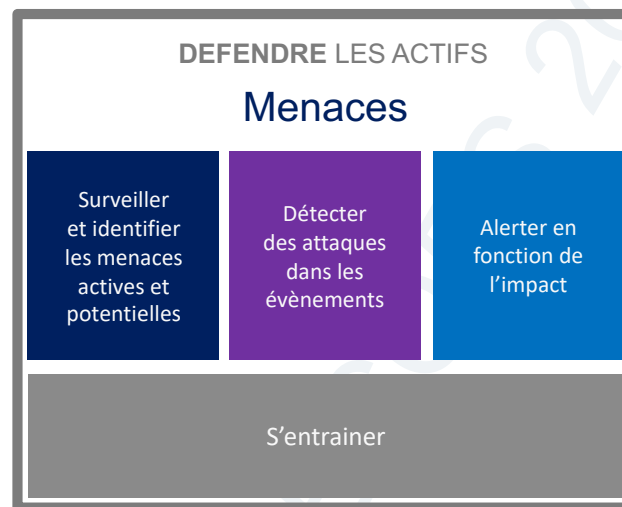 DEFENDRE LES ACTIFS
Menaces
Surveiller
et identifier
les menaces
actives et
potentielles
Détecter
des attaques
dans les
évènements
Alerter en
fonction de
l’impact
S’entrainer